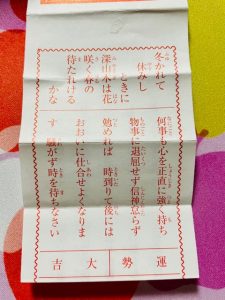 冬かれて
休みし
ときに
深山木は花
咲く春の
待たれける
かな
何事も心を正直に強く持ち
物事に退屈せず信神怠らず
勉めれば 時到りて後には
おおいに仕合せよくなりま
す 騒がず時を待ちなさい
運勢
大吉